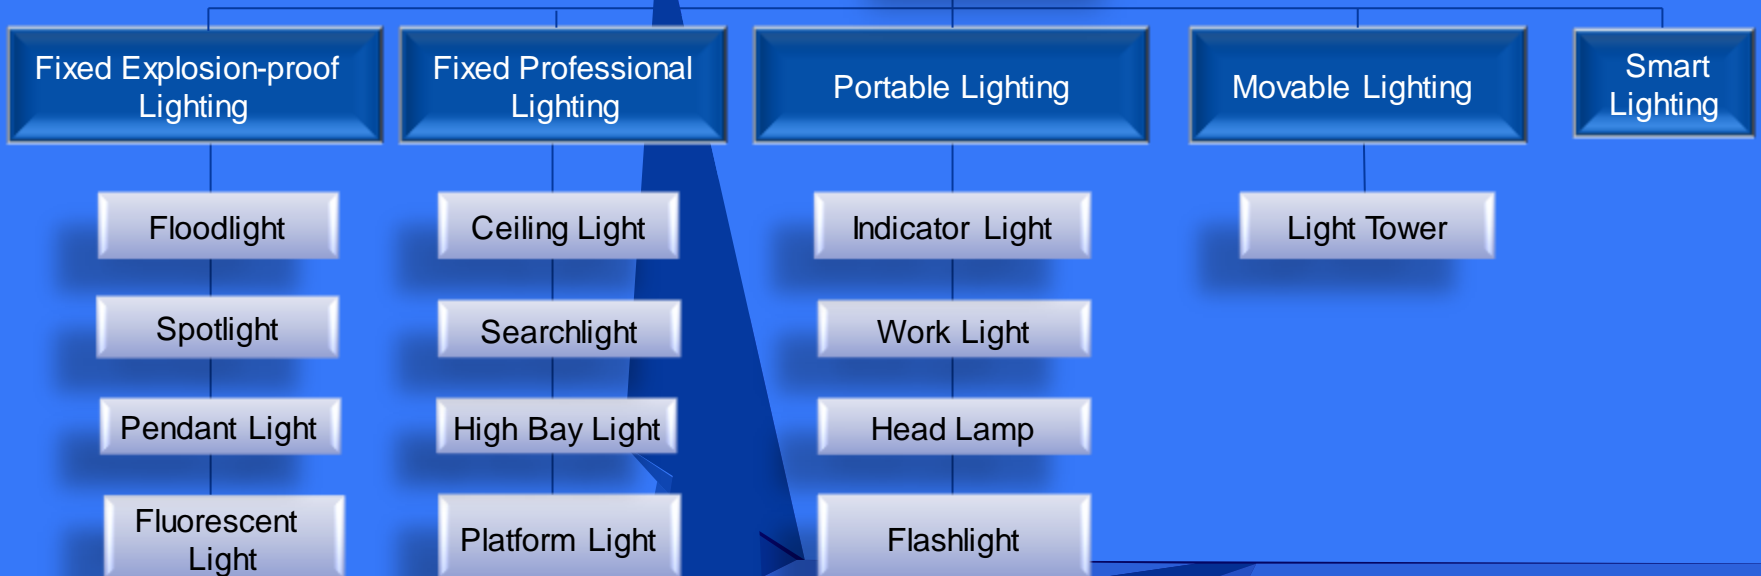 Fixed Explosion-proof
Lighting
Fixed Professional
Lighting
Portable Lighting
Movable Lighting
Smart
Lighting
Floodlight
Ceiling Light
Indicator Light
Light Tower
Spotlight
Searchlight
Work Light
Pendant Light
High Bay Light
Head Lamp
Fluorescent
Light
Platform Light
Flashlight